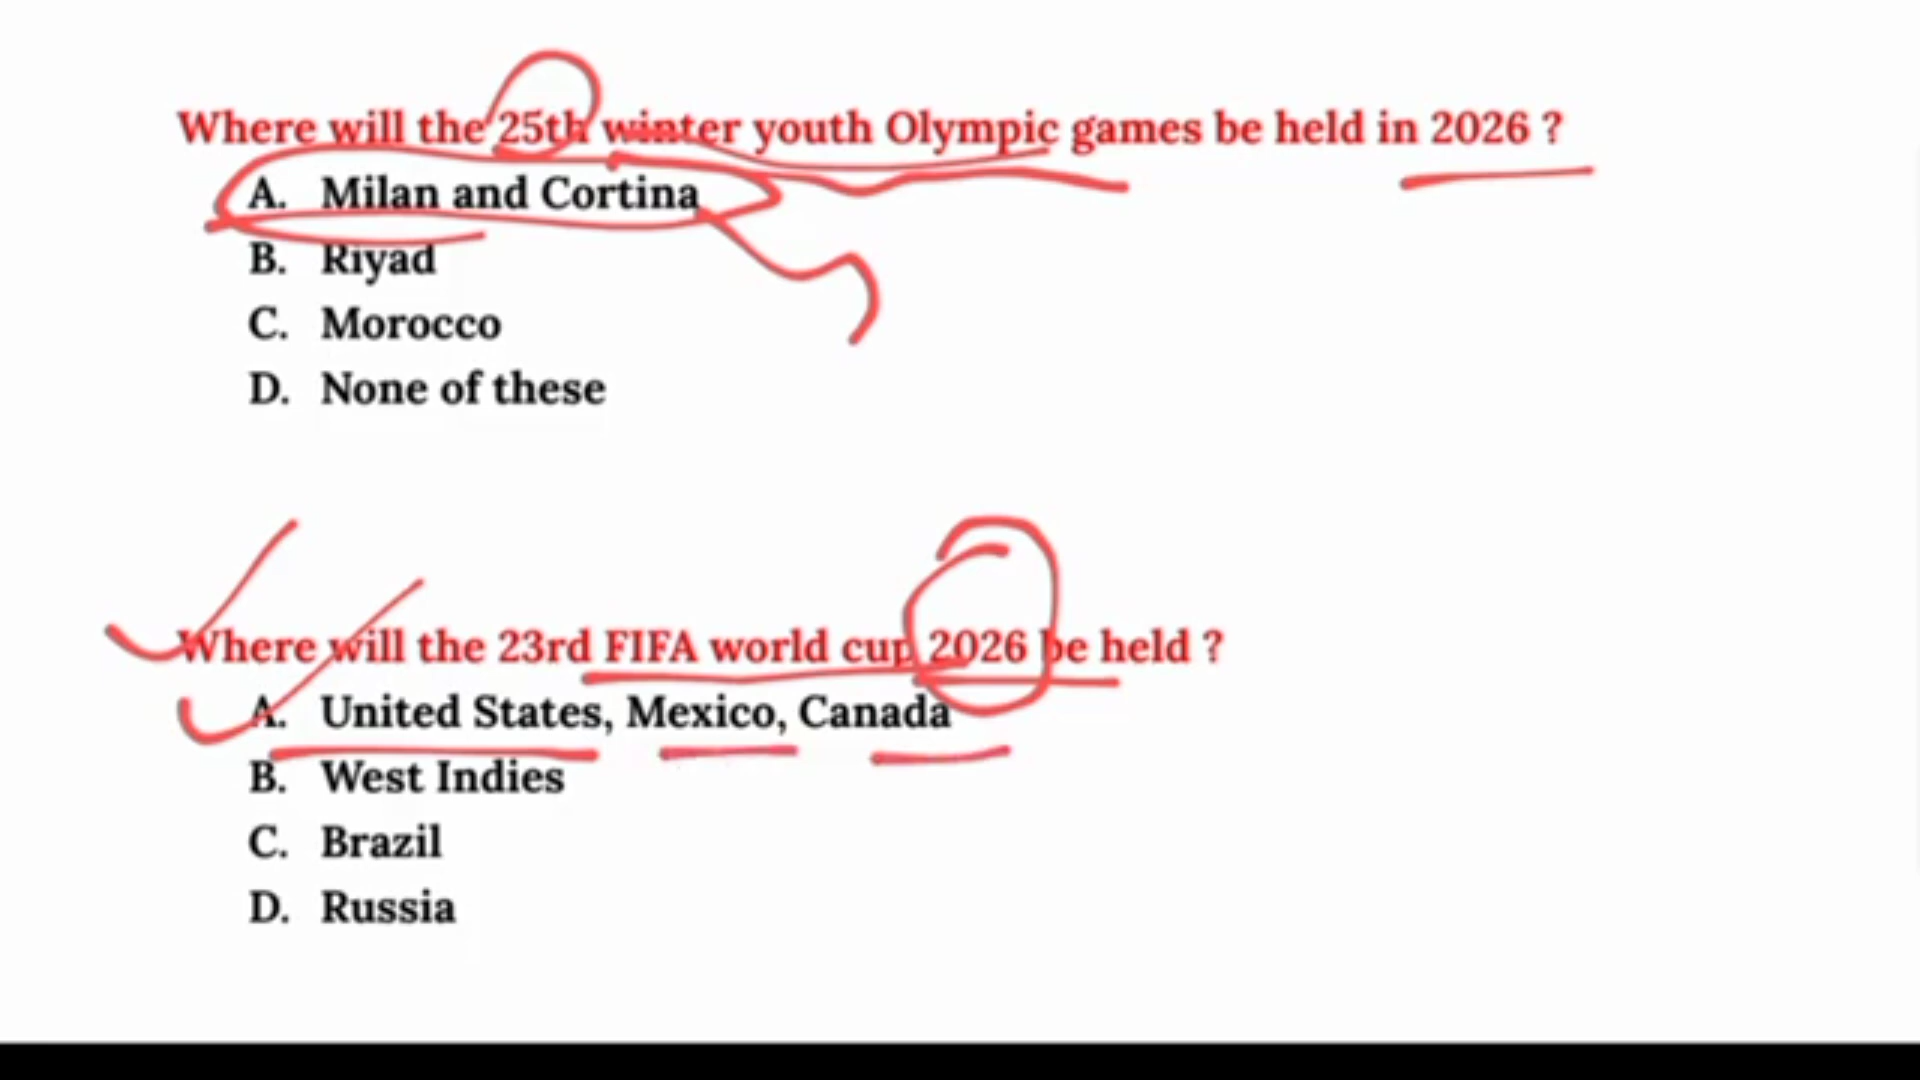 Where will the 25th winter youth Olympic games be held in 2026 ?
A. Milan and Cortina
B. Riyad
C. Morocco
D. None of these
Where will the 23rd FIFA world cup 2026 be held ?
A. United States, Mexico, Canada
B. West Indies
C. Brazil
D. Russia